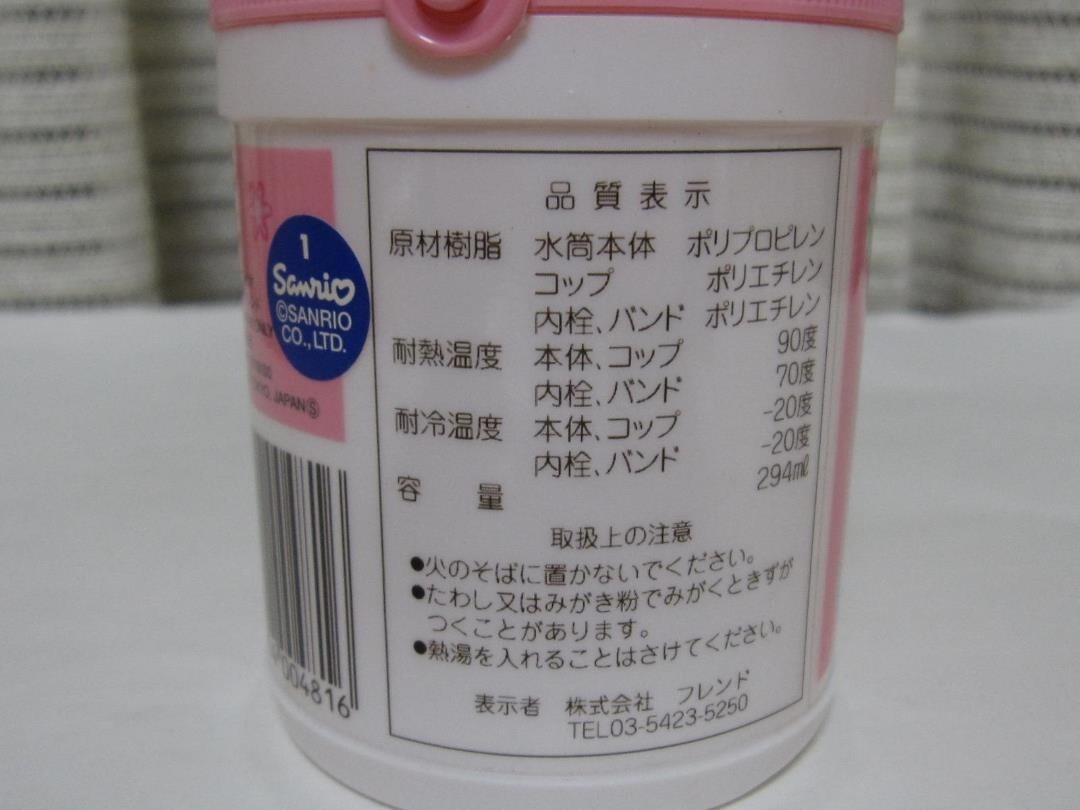 1
Sanrio
©SANRIO
CO., LTD.
ONLY
JAPANⓈ
004816
品質表示
原材樹脂 水筒本体 ポリプロピレン
コップ ポリエチレン
内栓、バンド ポリエチレン
耐熱温度 本体、コップ 90度
内栓、バンド 70度
耐冷温度 本体、コップ -20度
内栓、バンド -20度
容量 294ml
取扱上の注意
●火のそばに置かないでください。
●たわし又はみがき粉でみがくときずが
つくことがあります。
●熱湯を入れることはさけてください。
表示者 株式会社 フレンド
TEL03-5423-5250